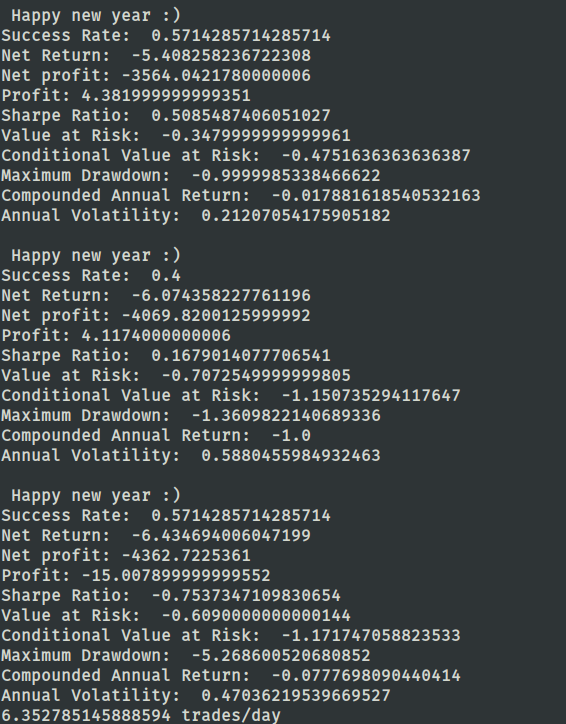 Happy new year :)
Success Rate:  0.5714285714285714
Net Return:  -5.408258236722308
Net profit: -3564.0421780000006
Profit: 4.381999999999351
Sharpe Ratio:  0.5085487406051027
Value at Risk:  -0.3479999999999961
Conditional Value at Risk:  -0.4751636363636387
Maximum Drawdown:  -0.9999985338466622
Compounded Annual Return:  -0.017881618540532163
Annual Volatility:  0.21207054175905182

Happy new year :)
Success Rate:  0.4
Net Return:  -6.074358227761196
Net profit: -4069.8200125999992
Profit: 4.1174000000006
Sharpe Ratio:  0.1679014077706541
Value at Risk:  -0.7072549999999805
Conditional Value at Risk:  -1.150735294117647
Maximum Drawdown:  -1.3609822140689336
Compounded Annual Return:  -1.0
Annual Volatility:  0.5880455984932463

Happy new year :)
Success Rate:  0.5714285714285714
Net Return:  -6.434694006047199
Net profit: -4362.7225361
Profit: -15.007899999999552
Sharpe Ratio:  -0.7537347109830654
Value at Risk:  -0.6090000000000144
Conditional Value at Risk:  -1.171747058823533
Maximum Drawdown:  -5.268600520680852
Compounded Annual Return:  -0.0777698090440414
Annual Volatility:  0.47036219539669527
6.352785145888594 trades/day